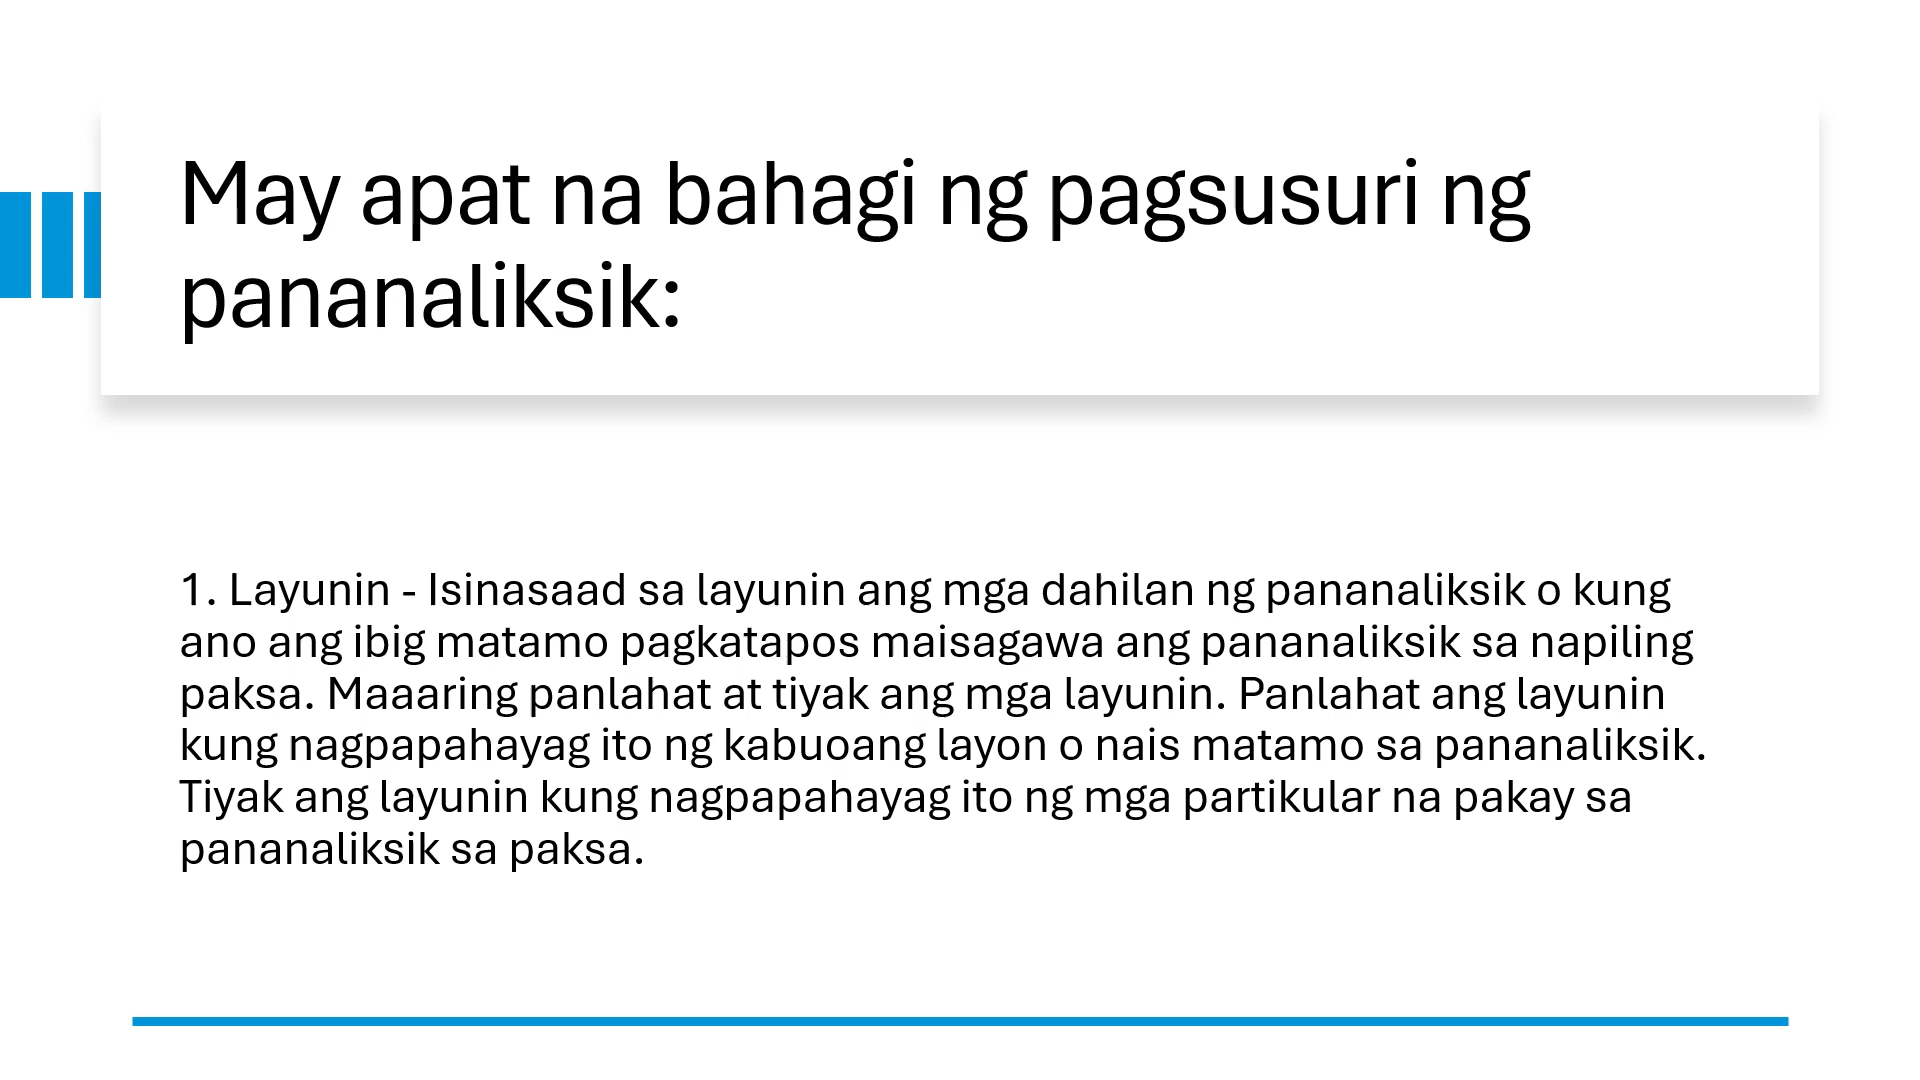 May apat na bahagi ng pagsusuri ng
pananaliksik:
1. Layunin - Isinasaad sa layunin ang mga dahilan ng pananaliksik o kung
ano ang ibig matamo pagkatapos maisagawa ang pananaliksik sa napiling
paksa. Maaaring panlahat at tiyak ang mga layunin. Panlahat ang layunin
kung nagpapahayag ito ng kabuoang layon o nais matamo sa pananaliksik.
Tiyak ang layunin kung nagpapahayag ito ng mga partikular na pakay sa
pananaliksik sa paksa.